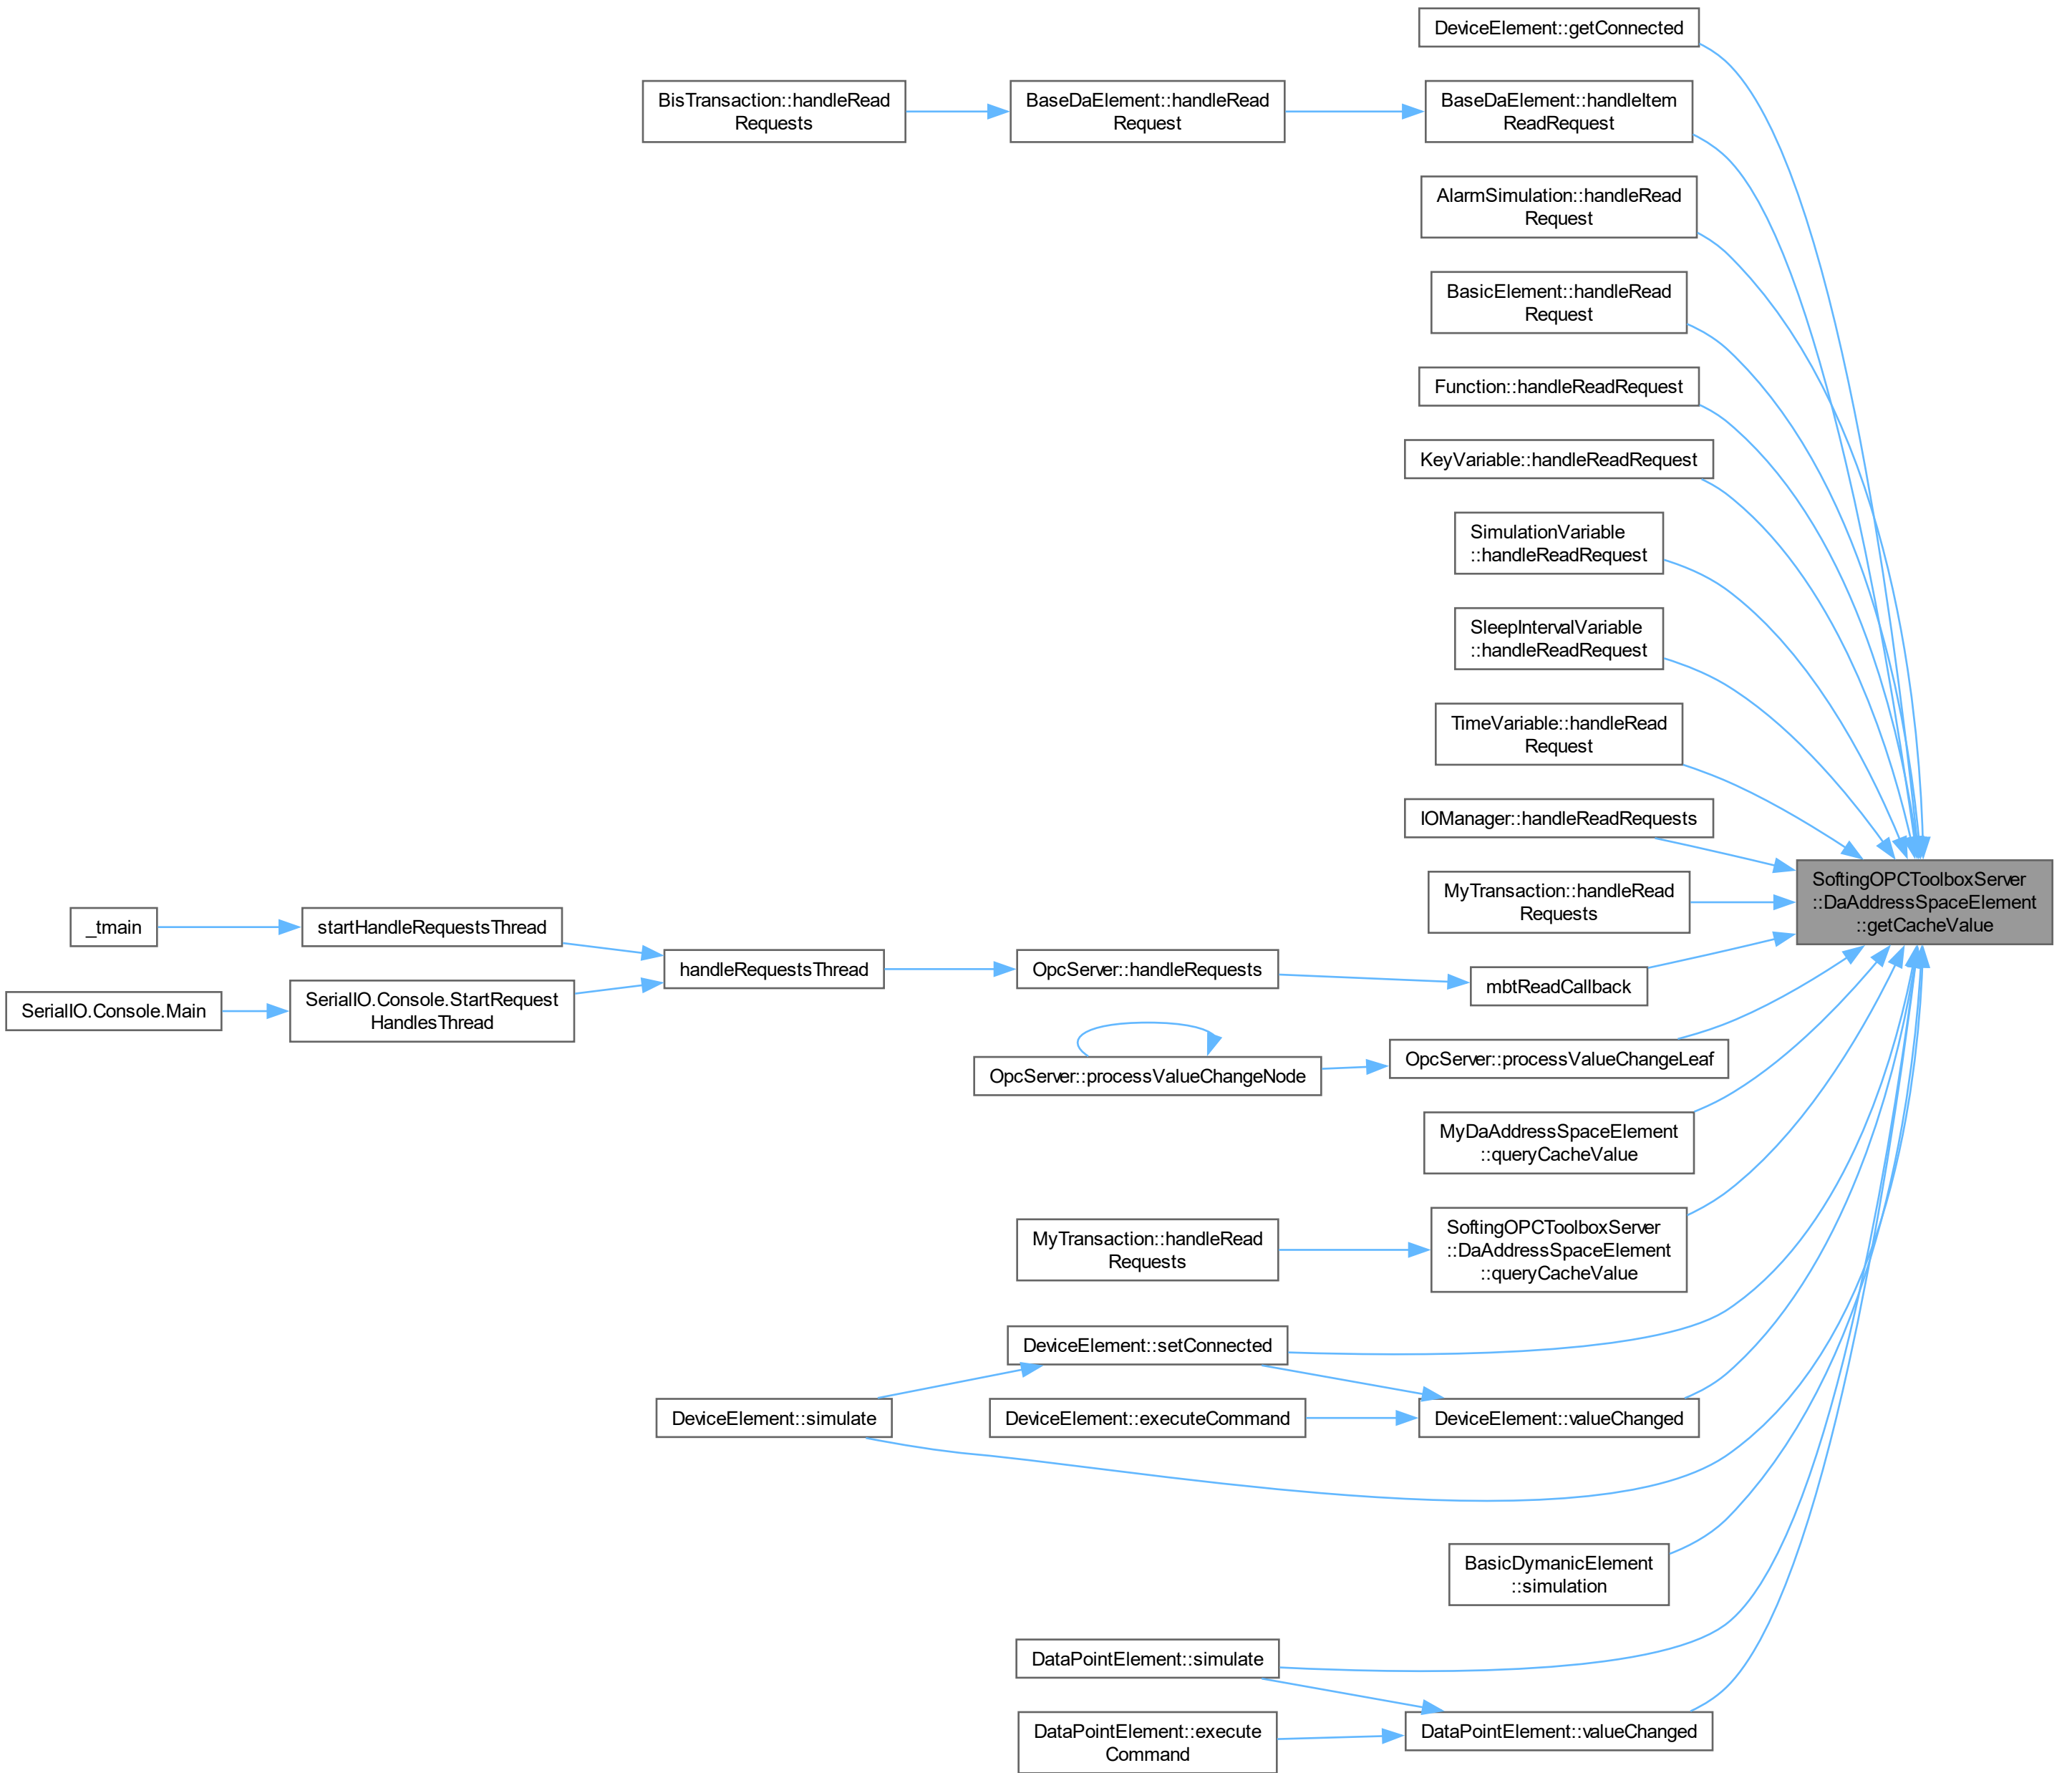 DeviceElement::getConnected
BisTransaction::handleRead
Requests
BaseDaElement::handleRead
Request
BaseDaElement::handleItem
ReadRequest
AlarmSimulation::handleRead
Request
BasicElement::handleRead
Request
Function::handleReadRequest
KeyVariable::handleReadRequest
SimulationVariable
::handleReadRequest
SleepIntervalVariable
::handleReadRequest
TimeVariable::handleRead
Request
IOManager::handleReadRequests
SoftingOPCToolboxServer
::DaAddressSpaceElement
::getCacheValue
MyTransaction::handleRead
Requests
_tmain
startHandleRequestsThread
handleRequestsThread
OpcServer::handleRequests
mbtReadCallback
SerialIO.Console.Main
SerialIO.Console.StartRequest
HandlesThread
OpcServer::processValueChangeNode
OpcServer::processValueChangeLeaf
MyDaAddressSpaceElement
::queryCacheValue
MyTransaction::handleRead
Requests
SoftingOPCToolboxServer
::DaAddressSpaceElement
::queryCacheValue
DeviceElement::setConnected
DeviceElement::simulate
DeviceElement::executeCommand
DeviceElement::valueChanged
BasicDymanicElement
::simulation
DataPointElement::simulate
DataPointElement::execute
Command
DataPointElement::valueChanged